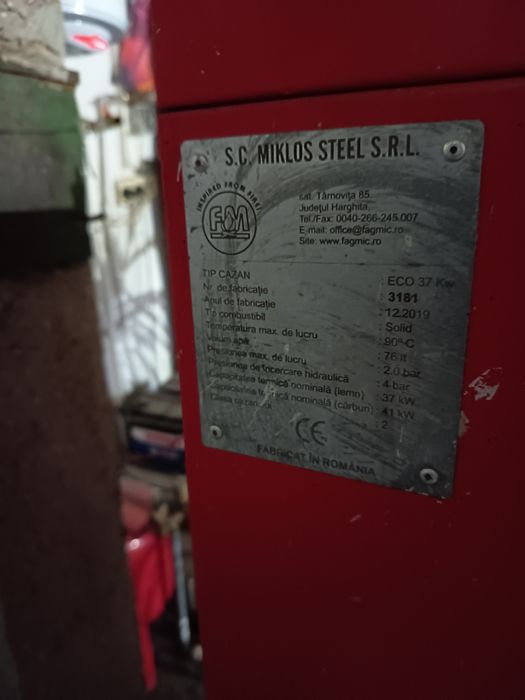 S.C. MIKLOS STEEL S.R.L.
INSPIRED FROM FIRE!
F&M
sat. Târnovița 85.
Județul Harghita,
Tel./Fax: 0040-266-245 007
E-mail: office@fagmic.ro
Site: www.fagmic.ro
TIP CAZAN : ECO 37 Kw
Nr. de fabricație : 3181
Anul de fabricație : 12.2019
Tip combustibil : Solid
Temperatura max. de lucru : 90°C
Volum apă : 76 lt
Presiunea max. de lucru : 2.0 bar
Presiunea de încercare hidraulică : 4 bar
Capacitatea termică nominală (lemn) : 37 kW
Capacitatea termică nominală (cărbun) : 41 kW
Clasa cazanului : 2
CE
FABRICAT ÎN ROMÂNIA